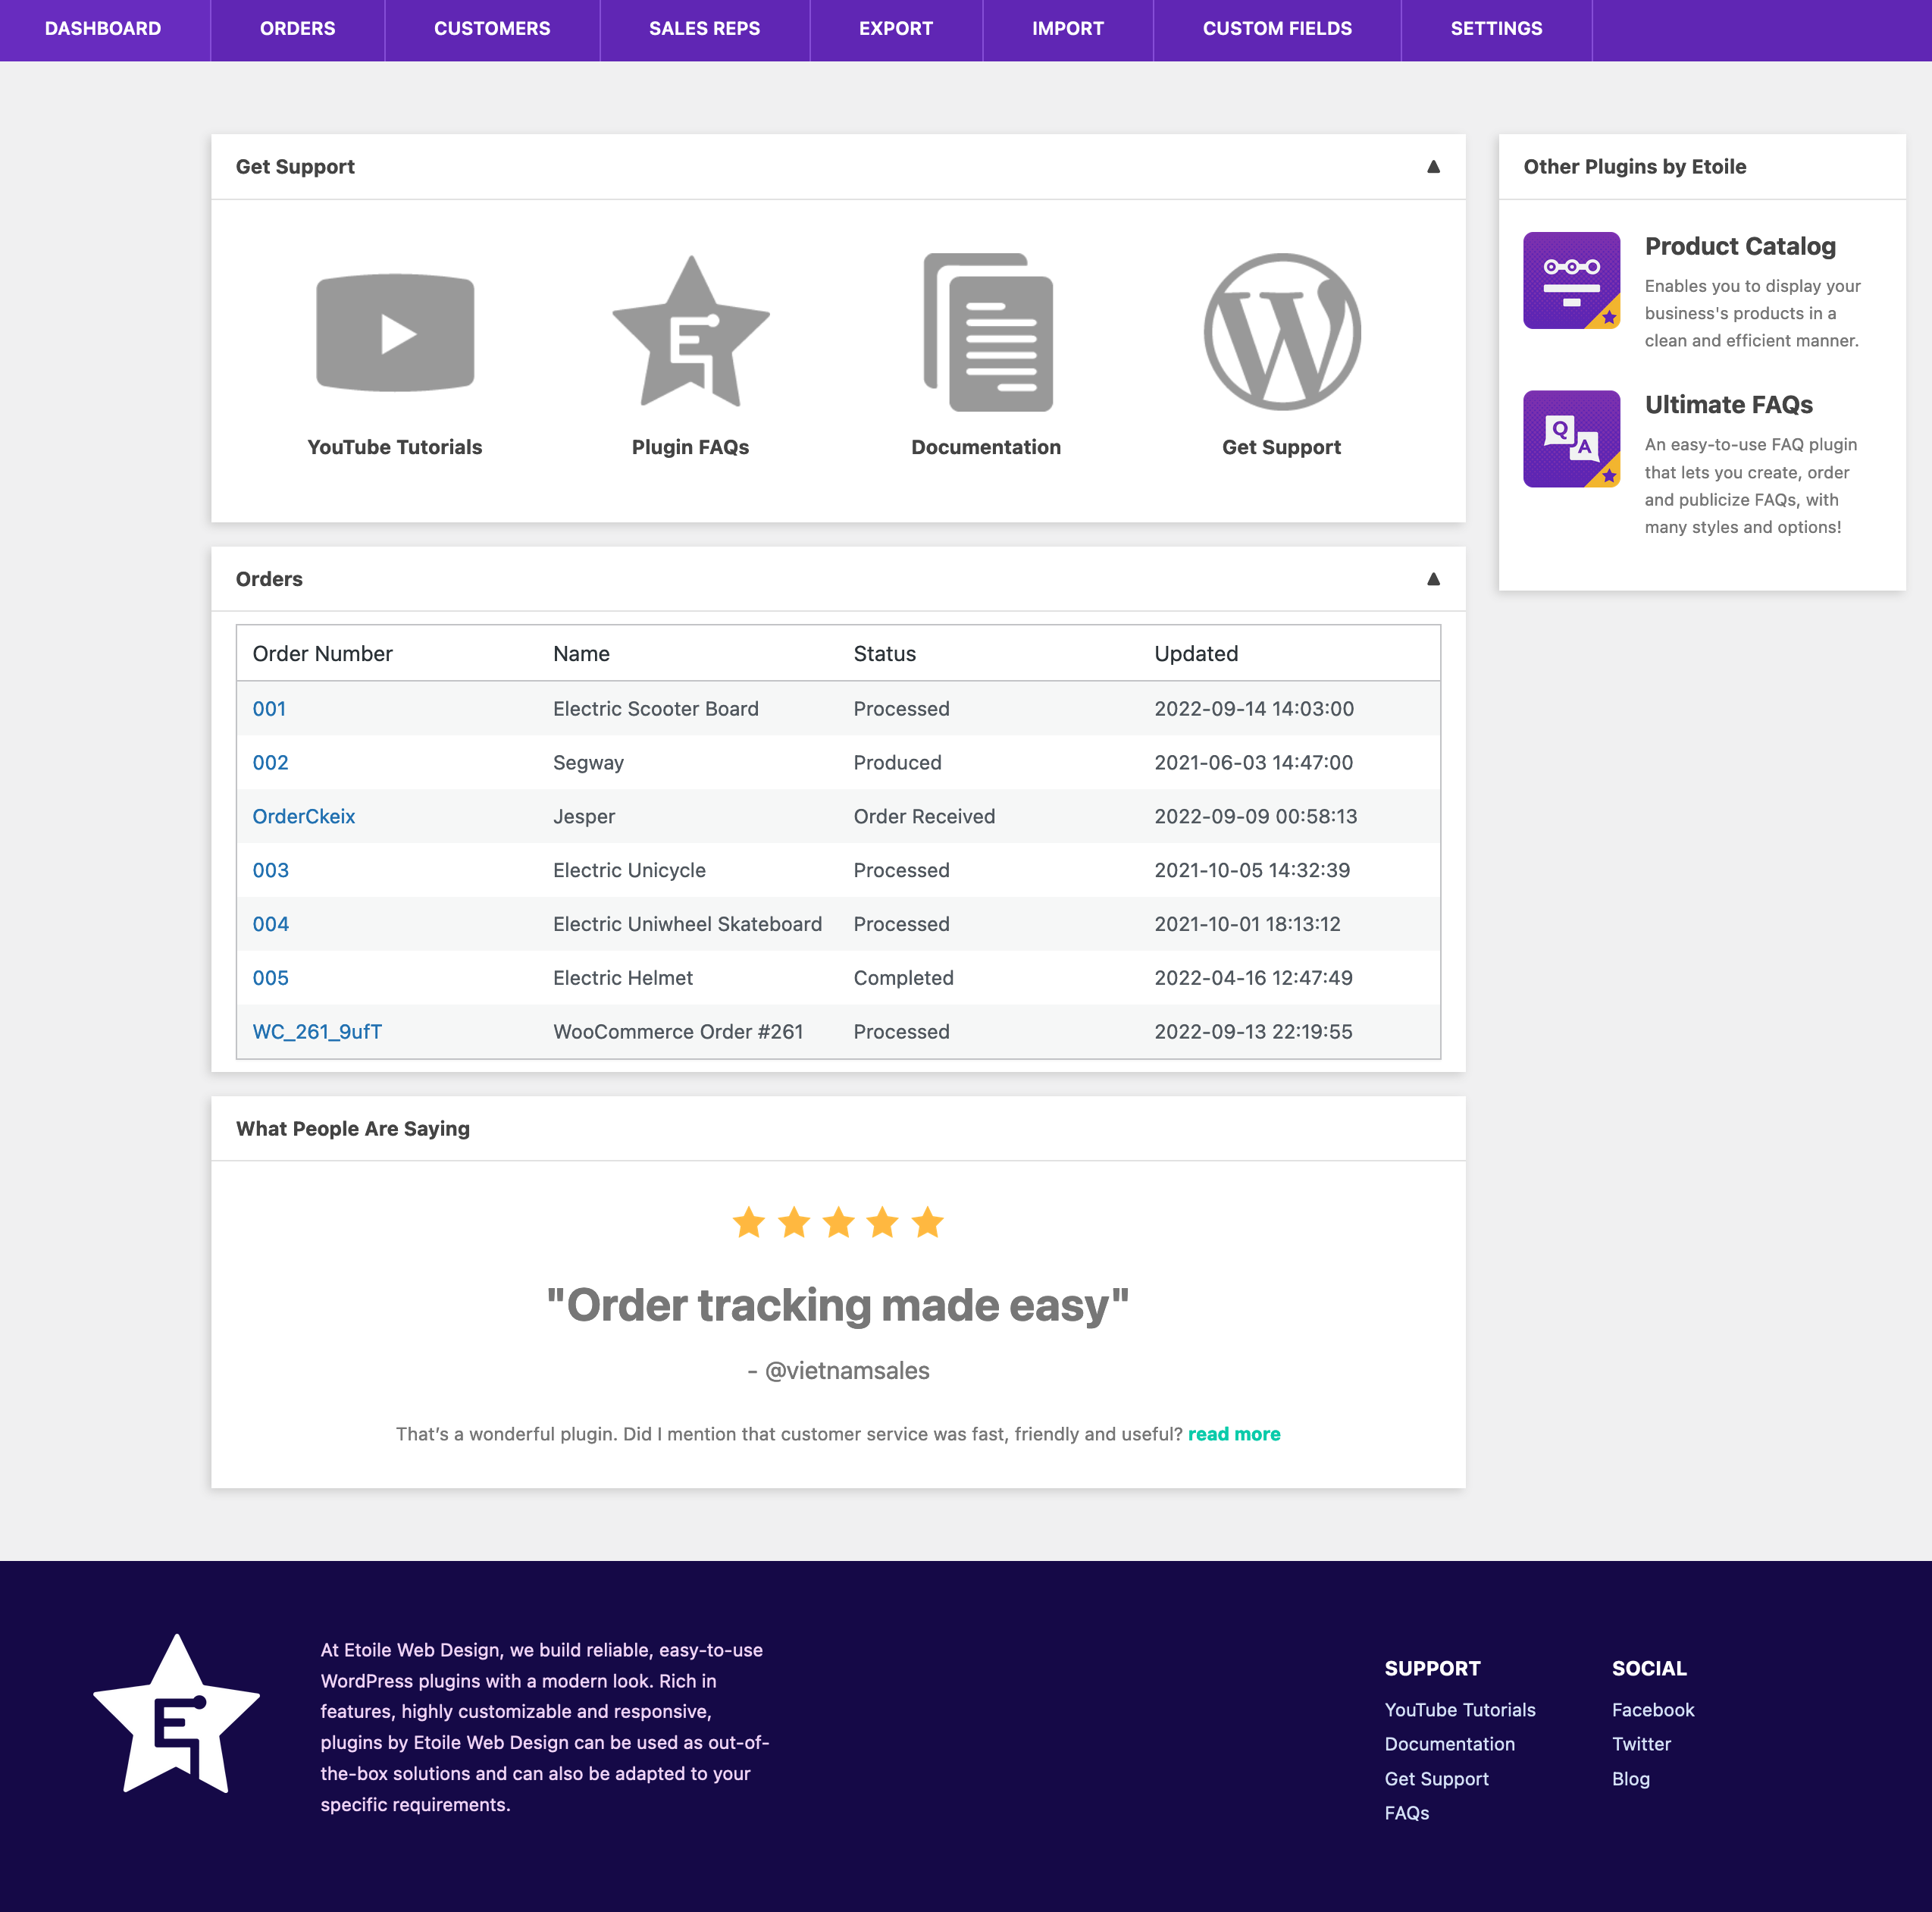 DASHBOARD ORDERS CUSTOMERS SALES REPS EXPORT IMPORT CUSTOM FIELDS SETTINGS
Get Support
YouTube Tutorials Plugin FAQs Documentation Get Support
Orders
Order Number Name Status Updated
001 Electric Scooter Board Processed 2022-09-14 14:03:00
002 Segway Produced 2021-06-03 14:47:00
OrderCkeix Jesper Order Received 2022-09-09 00:58:13
003 Electric Unicycle Processed 2021-10-05 14:32:39
004 Electric Uniwheel Skateboard Processed 2021-10-01 18:13:12
005 Electric Helmet Completed 2022-04-16 12:47:49
WC_261_9ufT WooCommerce Order #261 Processed 2022-09-13 22:19:55
What People Are Saying
"Order tracking made easy"
- @vietnamsales
That's a wonderful plugin. Did I mention that customer service was fast, friendly and useful? read more
Other Plugins by Etoile
Product Catalog
Enables you to display your
business's products in a
clean and efficient manner.
Q A
Ultimate FAQs
An easy-to-use FAQ plugin
that lets you create, order
and publicize FAQs, with
many styles and options!
At Etoile Web Design, we build reliable, easy-to-use
WordPress plugins with a modern look. Rich in
features, highly customizable and responsive,
plugins by Etoile Web Design can be used as out-of-
the-box solutions and can also be adapted to your
specific requirements.
SUPPORT
YouTube Tutorials
Documentation
Get Support
FAQs
SOCIAL
Facebook
Twitter
Blog